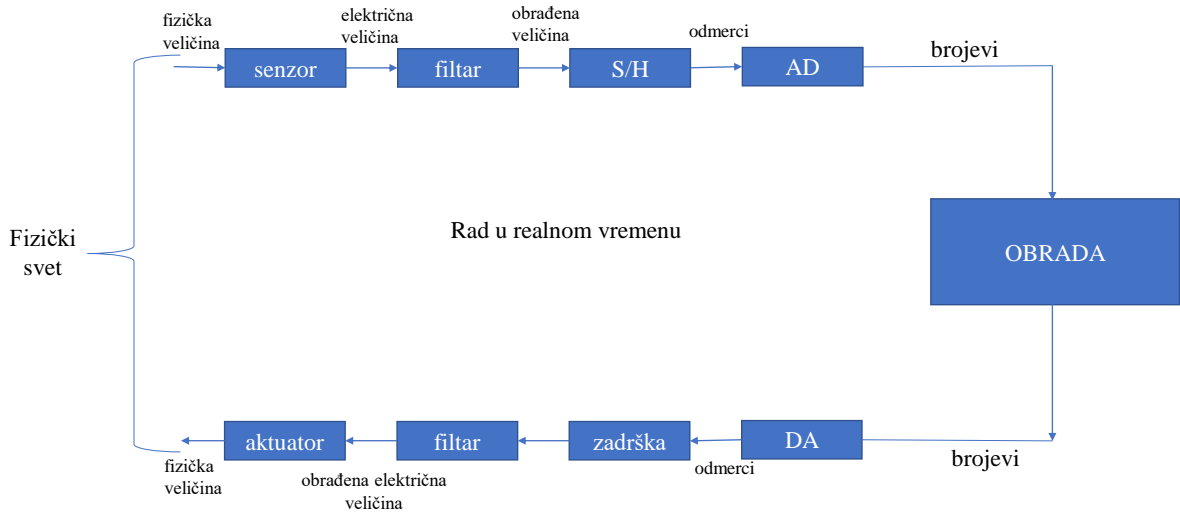 fizička
veličina
električna
veličina
obrađena
veličina
odmerci
brojevi
senzor
filtar
S/H
AD
Rad u realnom vremenu
Fizički
svet
OBRADA
aktuator
filtar
zadrška
DA
fizička
veličina
obrađena električna
veličina
odmerci
brojevi